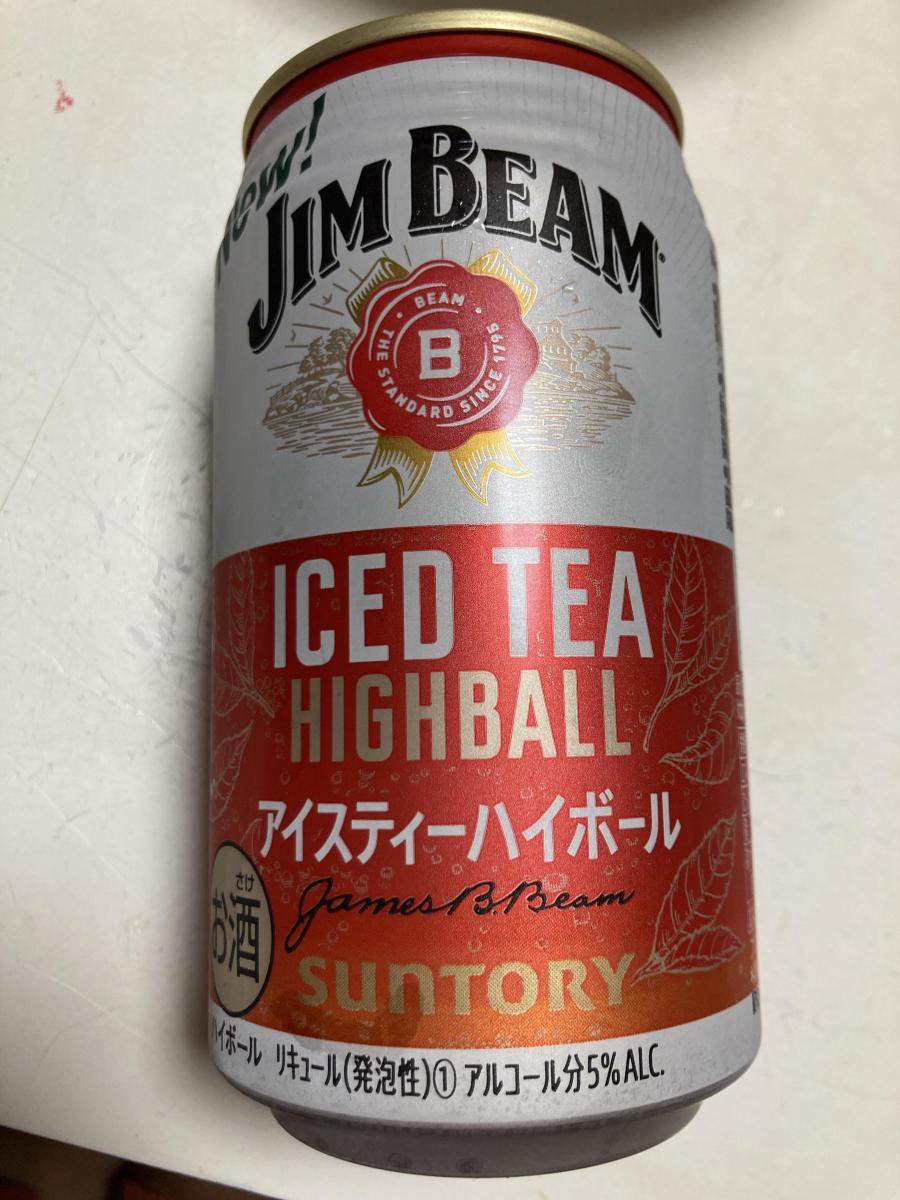 new!
JIM BEAM
BEAM
THE STANDARD SINCE 1795
B
ICED TEA
HIGHBALL
アイスティーハイボール
James B. Beam
さけ
お酒
SUNTORY
ハイボール リキュール(発泡性)① アルコール分5%ALC.